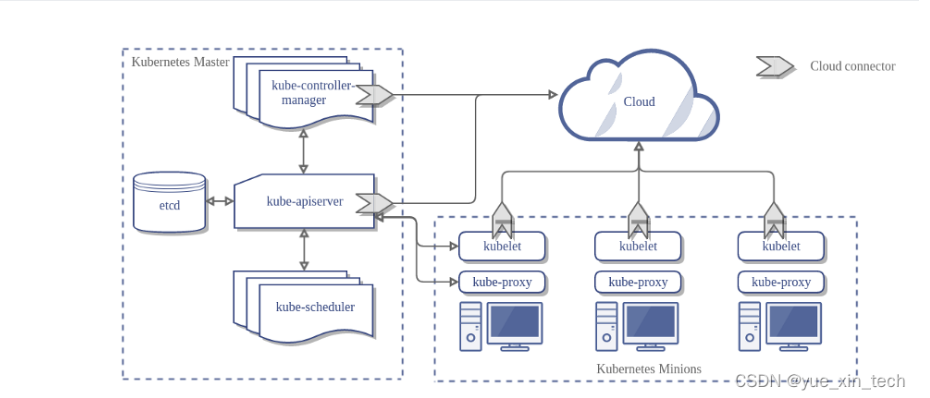 Kubernetes Master
kube-controller-
manager
Cloud connector
Cloud
etcd
kube-apiserver
kubelet
kubelet
kubelet
kube-proxy
kube-proxy
kube-proxy
kube-scheduler
Kubernetes Minions
CSDN @yue_xin_tech